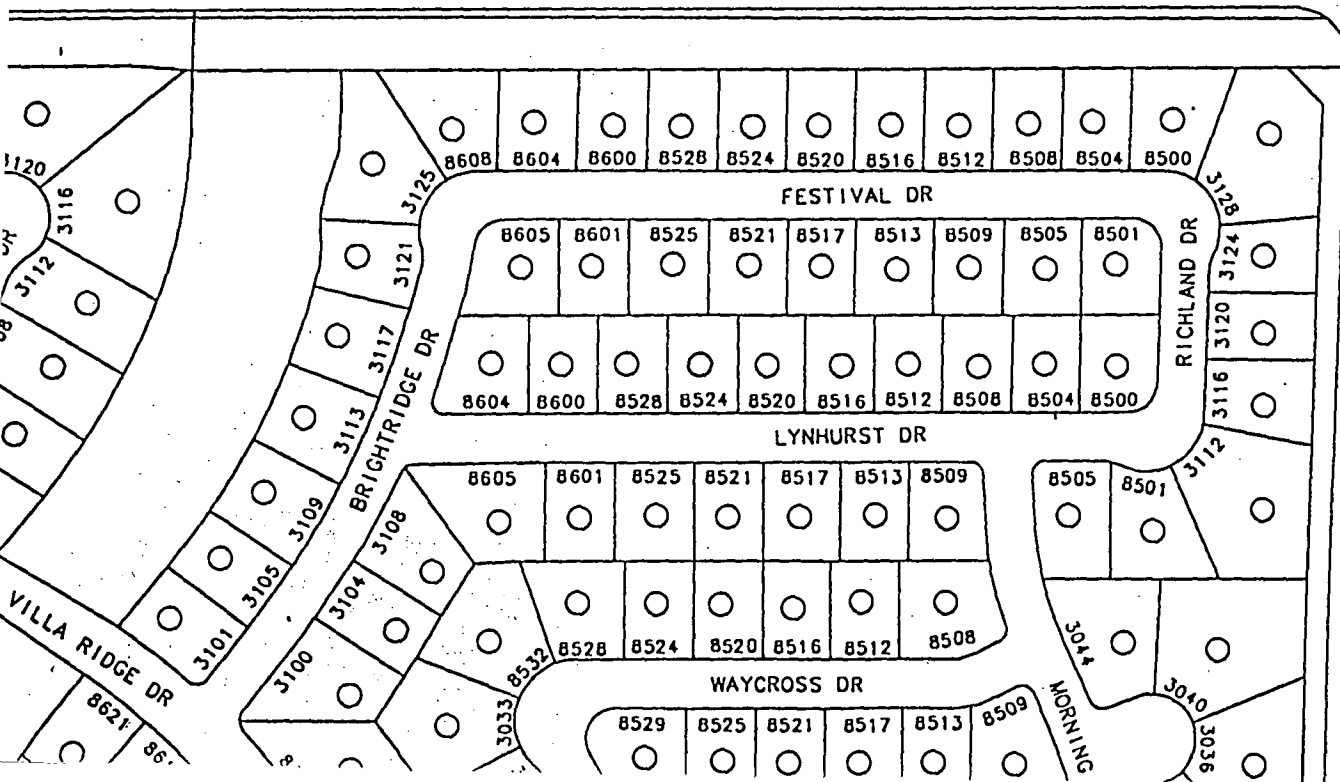 8608 8604 8600 8528 8524 8520 8516 8512 8508 8504 8500
3120
3116
3125
FESTIVAL DR
3128
DR
3112
3121
8605 8601 8525 8521 8517 8513 8509 8505 8501
RICHLAND DR
3124
3117
BRIGHTRIDGE DR
3120
3113
8604 8600 8528 8524 8520 8516 8512 8508 8504 8500
3116
LYNHURST DR
3112
3109
3108
8605 8601 8525 8521 8517 8513 8509
8505 8501
3105
3104
VILLA RIDGE DR
3101
3100
8532
8528 8524 8520 8516 8512 8508
3044
WAYCROSS DR
3033
MORNING
3040
3036
8621
8529 8525 8521 8517 8513 8509